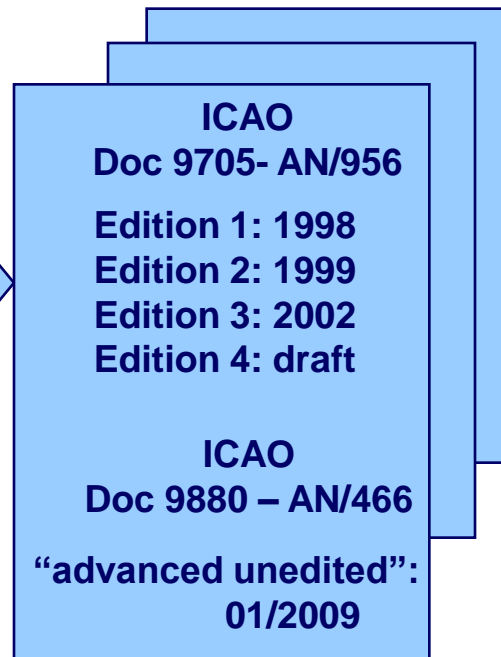 ICAO
Doc 9705- AN/956
Edition 1: 1998
Edition 2: 1999
Edition 3: 2002
Edition 4: draft
ICAO
Doc 9880 – AN/466
“advanced unedited”:
01/2009